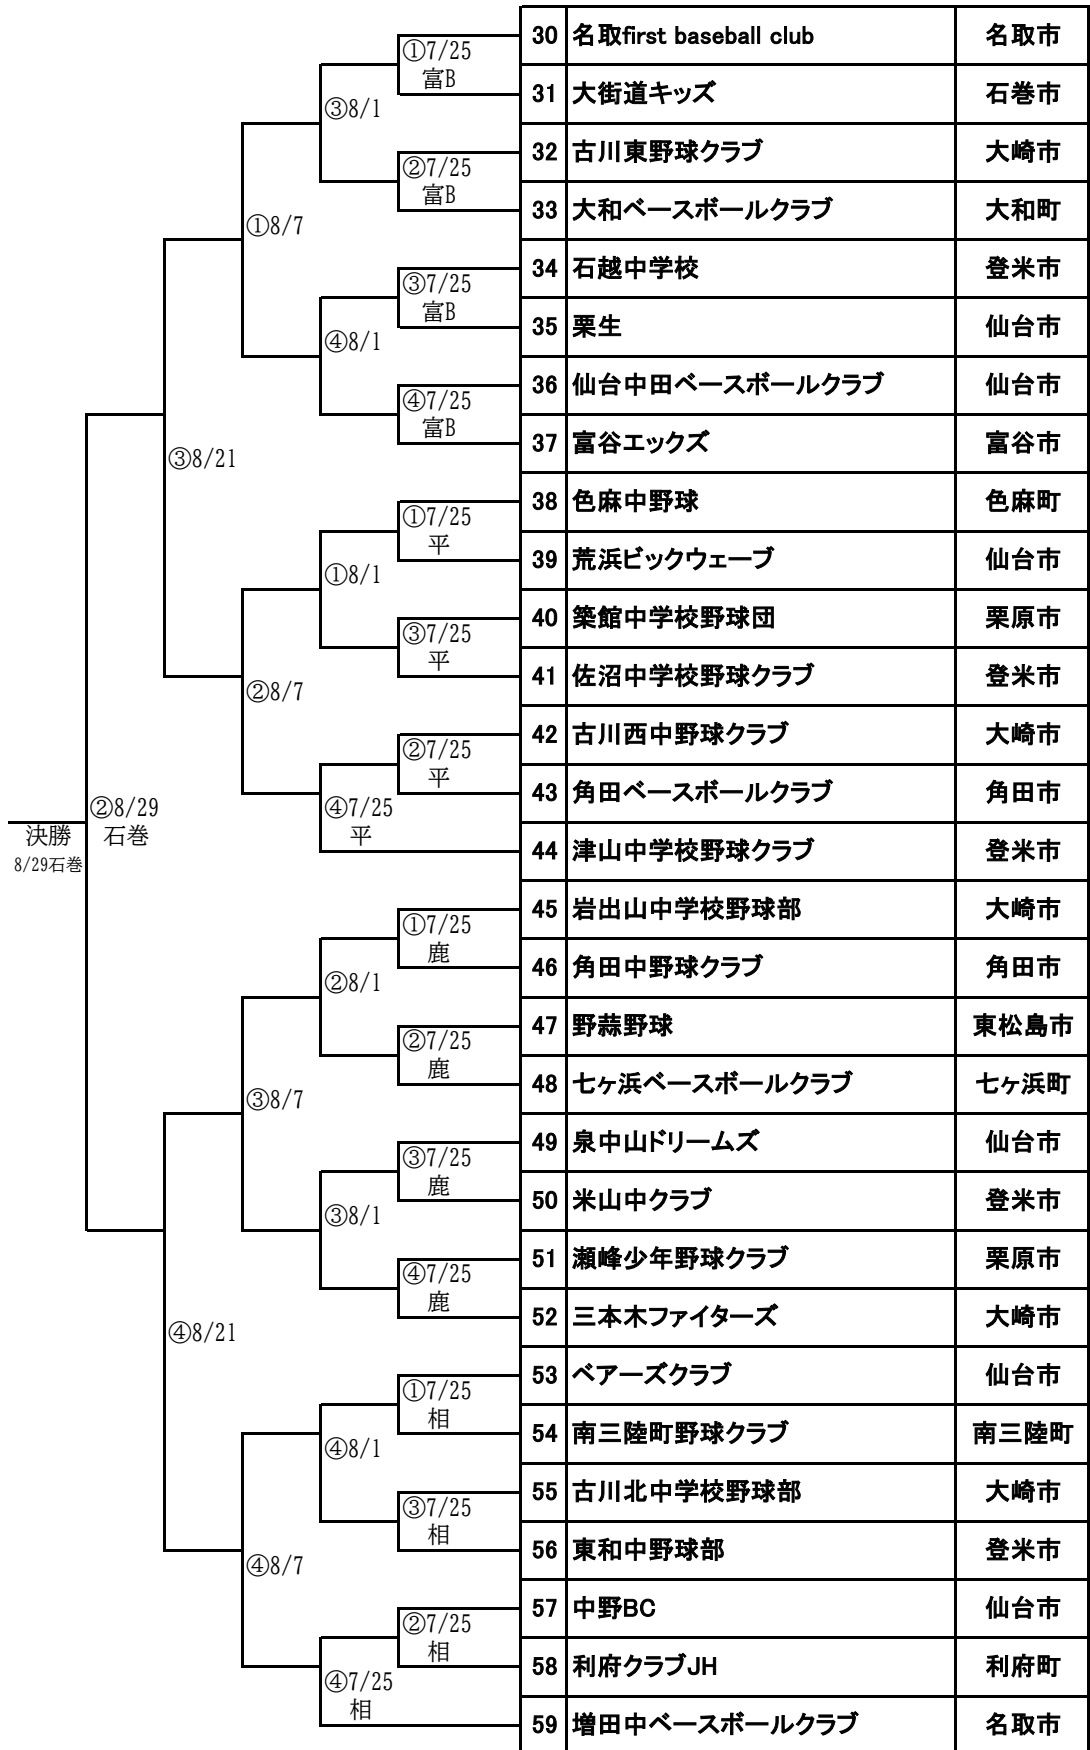 30 名取first baseball club 名取市
①7/25
富B
31 大街道キッズ 石巻市
③8/1
32 古川東野球クラブ 大崎市
②7/25
富B
33 大和ベースボールクラブ 大和町
①8/7
34 石越中学校 登米市
③7/25
富B
35 栗生 仙台市
④8/1
36 仙台中田ベースボールクラブ 仙台市
④7/25
富B
37 富谷エックズ 富谷市
③8/21
38 色麻中野球 色麻町
①7/25
平
39 荒浜ビックウェーブ 仙台市
①8/1
40 築館中学校野球団 栗原市
③7/25
平
41 佐沼中学校野球クラブ 登米市
②8/7
42 古川西中野球クラブ 大崎市
②7/25
平
43 角田ベースボールクラブ 角田市
②8/29
石巻
④7/25
平
決勝
8/29石巻
44 津山中学校野球クラブ 登米市
45 岩出山中学校野球部 大崎市
①7/25
鹿
46 角田中野球クラブ 角田市
②8/1
47 野蒜野球 東松島市
②7/25
鹿
48 七ヶ浜ベースボールクラブ 七ヶ浜町
③8/7
49 泉中山ドリームズ 仙台市
③7/25
鹿
50 米山中クラブ 登米市
③8/1
51 瀬峰少年野球クラブ 栗原市
④7/25
鹿
52 三本木ファイターズ 大崎市
④8/21
53 ベアーズクラブ 仙台市
①7/25
相
54 南三陸町野球クラブ 南三陸町
④8/1
55 古川北中学校野球部 大崎市
③7/25
相
56 東和中野球部 登米市
④8/7
57 中野BC 仙台市
②7/25
相
58 利府クラブJH 利府町
④7/25
相
59 増田中ベースボールクラブ 名取市